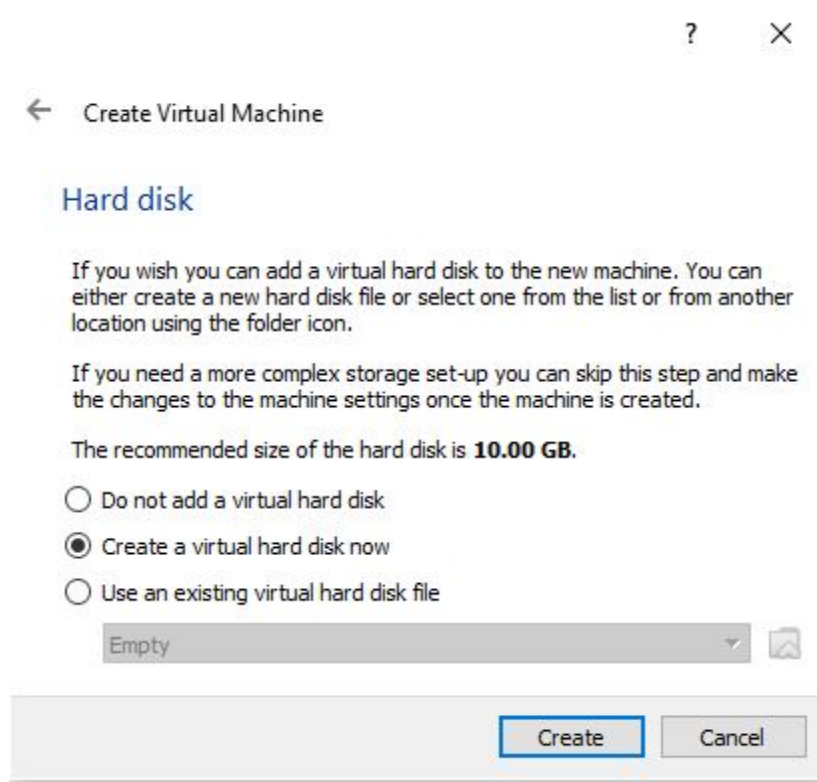 ?
Create Virtual Machine
Hard disk
If you wish you can add a virtual hard disk to the new machine. You can
either create a new hard disk file or select one from the list or from another
location using the folder icon.
If you need a more complex storage set-up you can skip this step and make
the changes to the machine settings once the machine is created.
The recommended size of the hard disk is 10.00 GB.
Do not add a virtual hard disk
Create a virtual hard disk now
Use an existing virtual hard disk file
Empty
Create Cancel